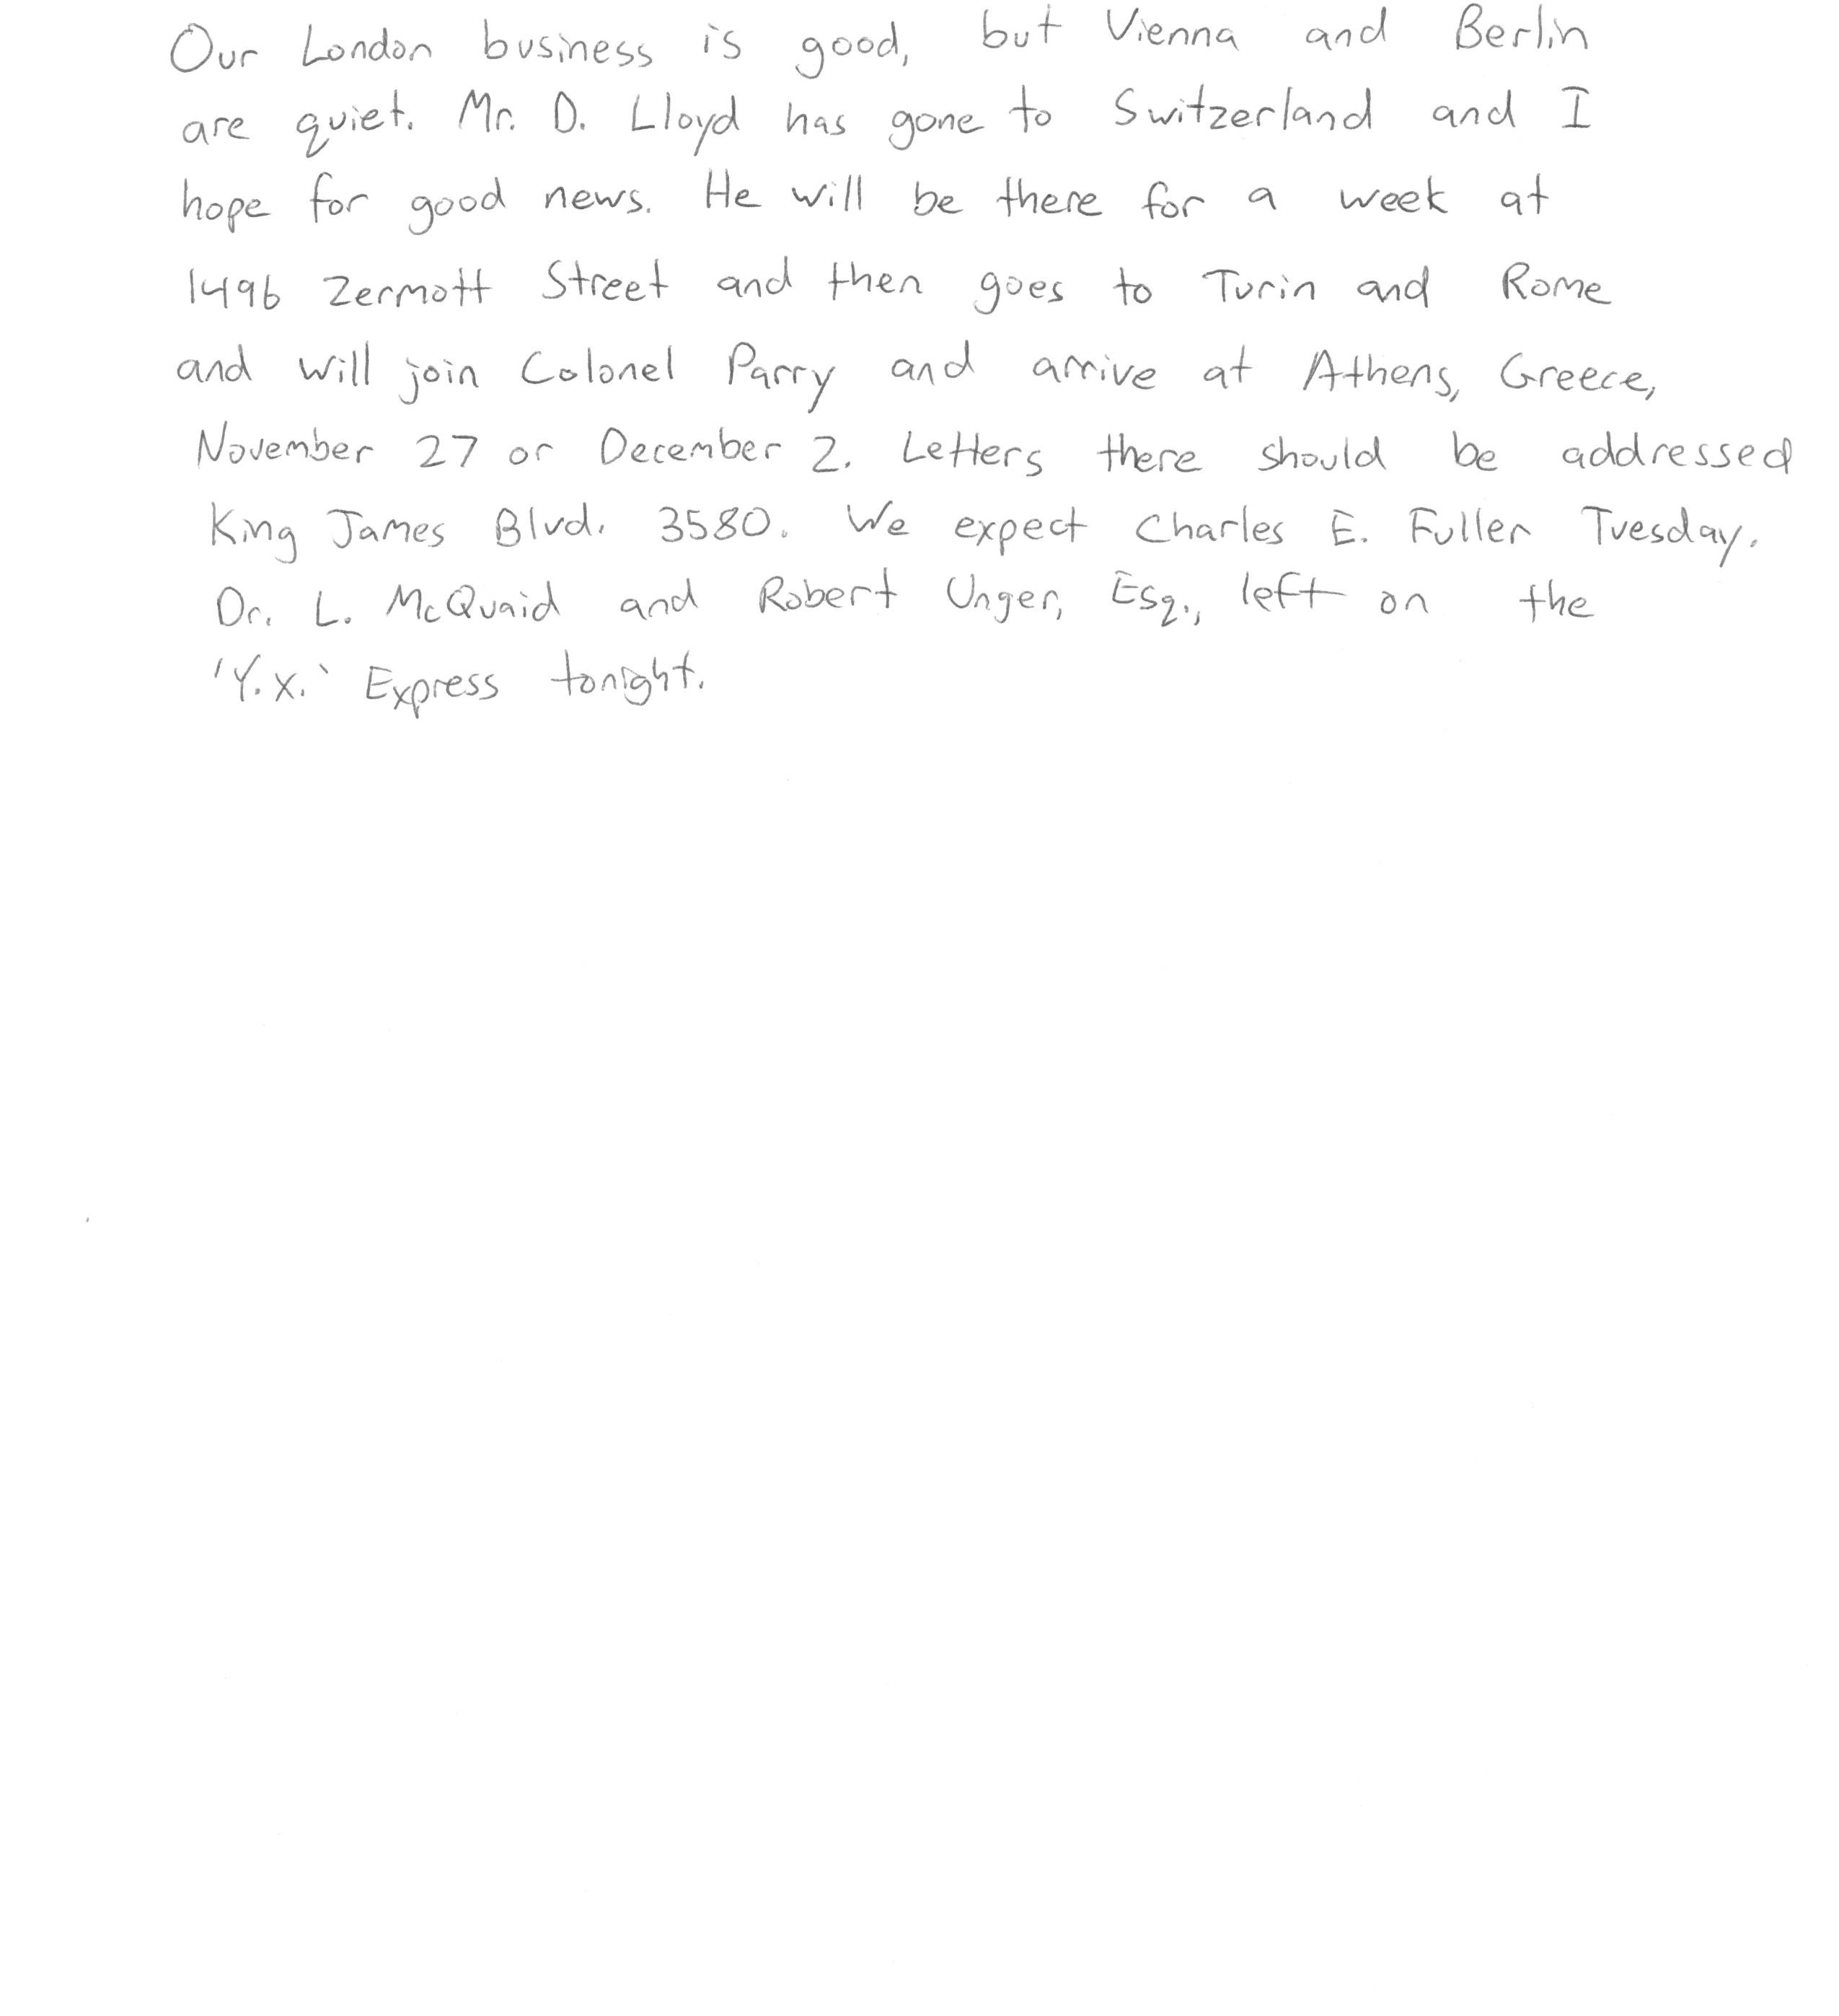 Our London business is good, but Vienna and Berlin
are quiet. Mr. D. Lloyd has gone to Switzerland and I
hope for good news. He will be there for a week at
1496 Zermott Street and then goes to Turin and Rome
and will join Colonel Parry and arrive at Athens, Greece,
November 27 or December 2. Letters there should be addressed
King James Blvd. 3580. We expect Charles E. Fuller Tuesday.
Dr. L. McQuaid and Robert Unger, Esq., left on the
'Y.X.' Express tonight.